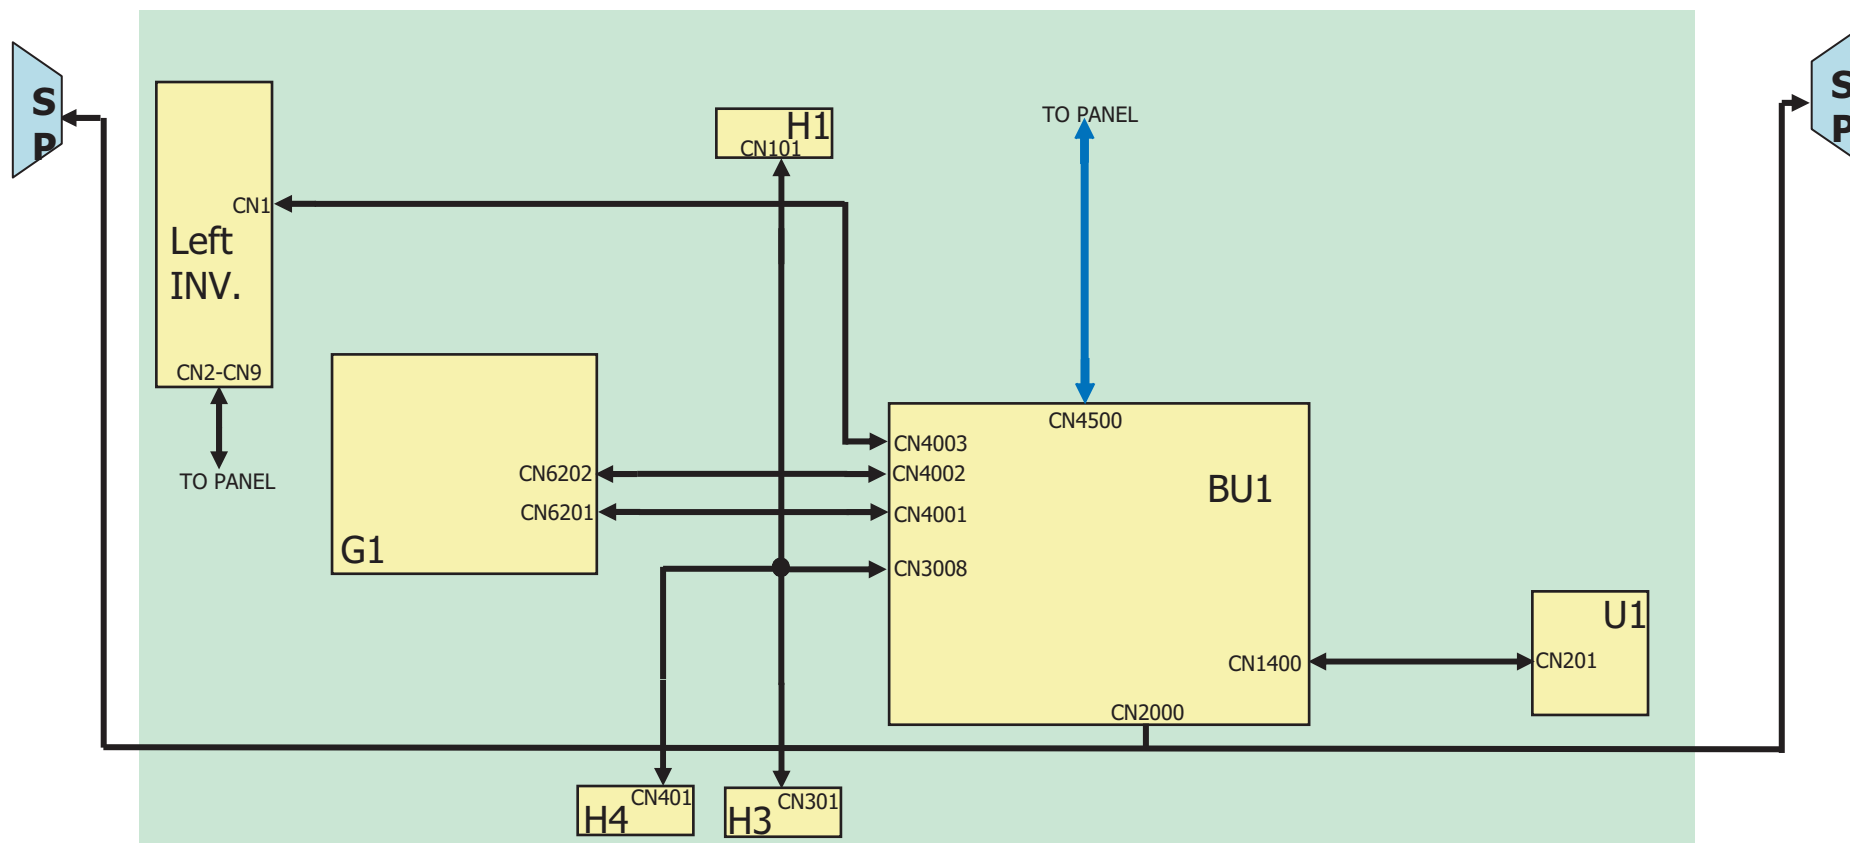 S
P
H1
CN101
TO PANEL
S
P
CN1
Left
INV.
CN2-CN9
TO PANEL
CN4500
CN4003
CN6202
CN4002
BU1
CN6201
CN4001
G1
CN3008
U1
CN1400
CN201
CN2000
CN401
H4
CN301
H3